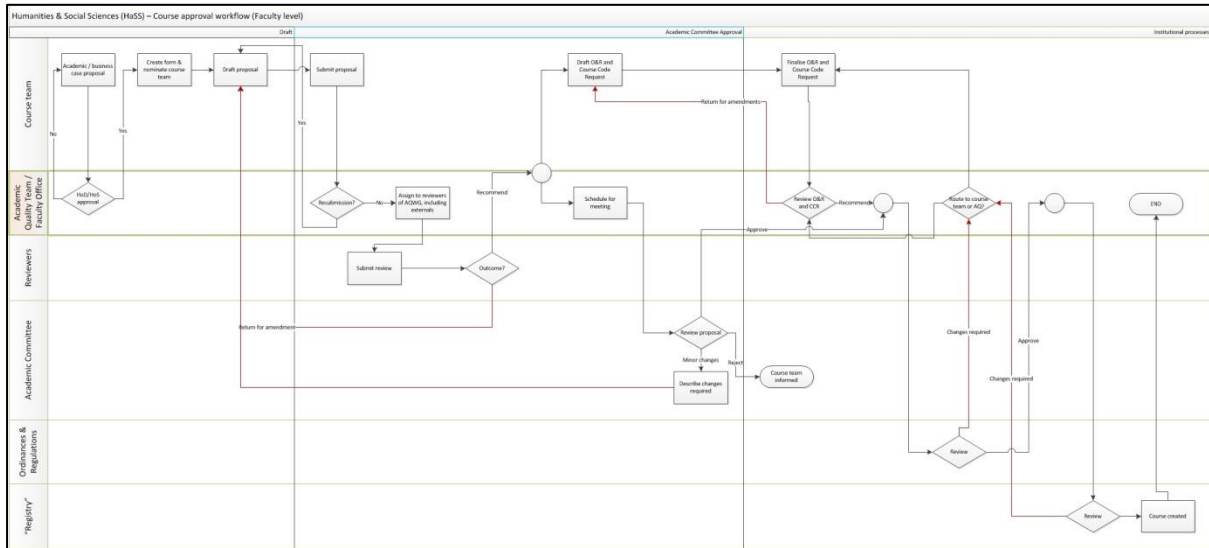 Humanities & Social Sciences (HaSS) – Course approval workflow (Faculty level)
Draft
Academic Committee Approval
Institutional processes
Course team
Academic / business
case proposal
Create form &
nominate course
team
Draft proposal
Submit proposal
Draft O&R and
Course Code
Request
Finalise O&R and
Course Code
Request
Return for amendments
No
Yes
Academic
Quality Team /
Faculty Office
HoD/HoS
approval
Resubmission?
No
Yes
Assign to reviewers
of AQWG, including
externals
Recommend
Schedule for
meeting
Review O&R
and CCR
Recommend
Route to course
team or AQ?
END
Approve
Reviewers
Submit review
Outcome?
Academic Committee
Return for amendment
Review proposal
Minor changes
Reject
Describe changes
required
Course team
informed
Changes required
Changes required
Approve
Ordinances &
Regulations
Review
"Registry"
Review
Course created